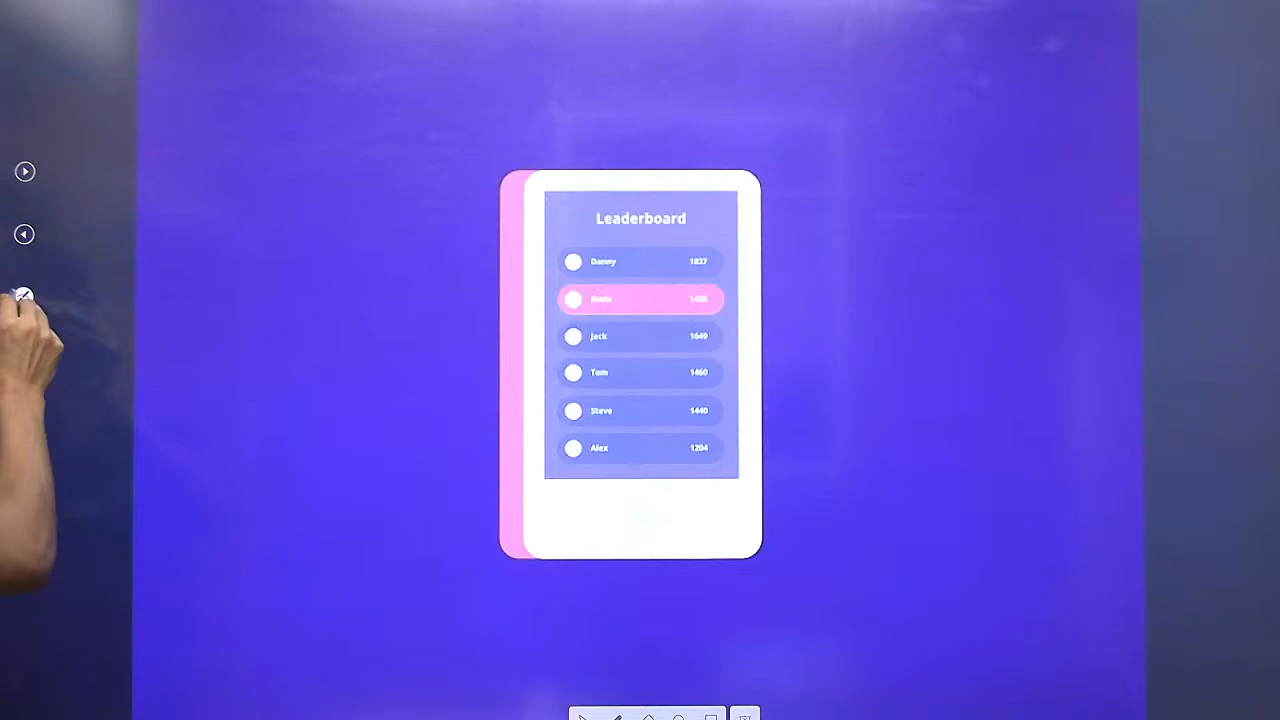 Leaderboard
Danny 1837
Jack 1649
Tom 1460
Steve 1440
Alex 1204